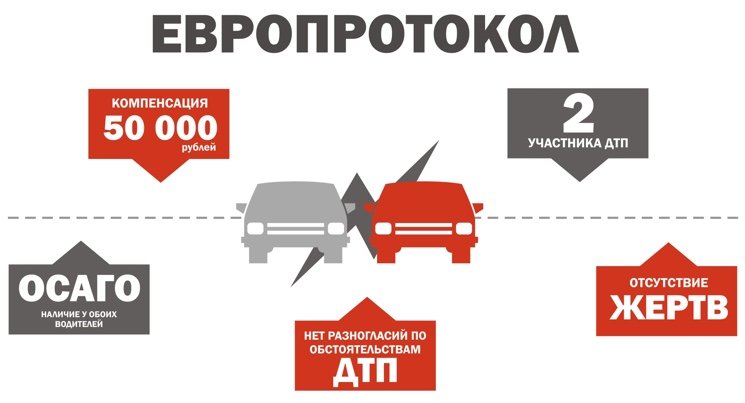 ЕВРОПРОТОКОЛ
КОМПЕНСАЦИЯ
50 000
рублей
2
УЧАСТНИКА ДТП
ОСАГО
НАЛИЧИЕ У ОБОИХ
ВОДИТЕЛЕЙ
НЕТ РАЗНОГЛАСИЙ ПО
ОБСТОЯТЕЛЬСТВАМ
ДТП
ОТСУТСТВИЕ
ЖЕРТВ